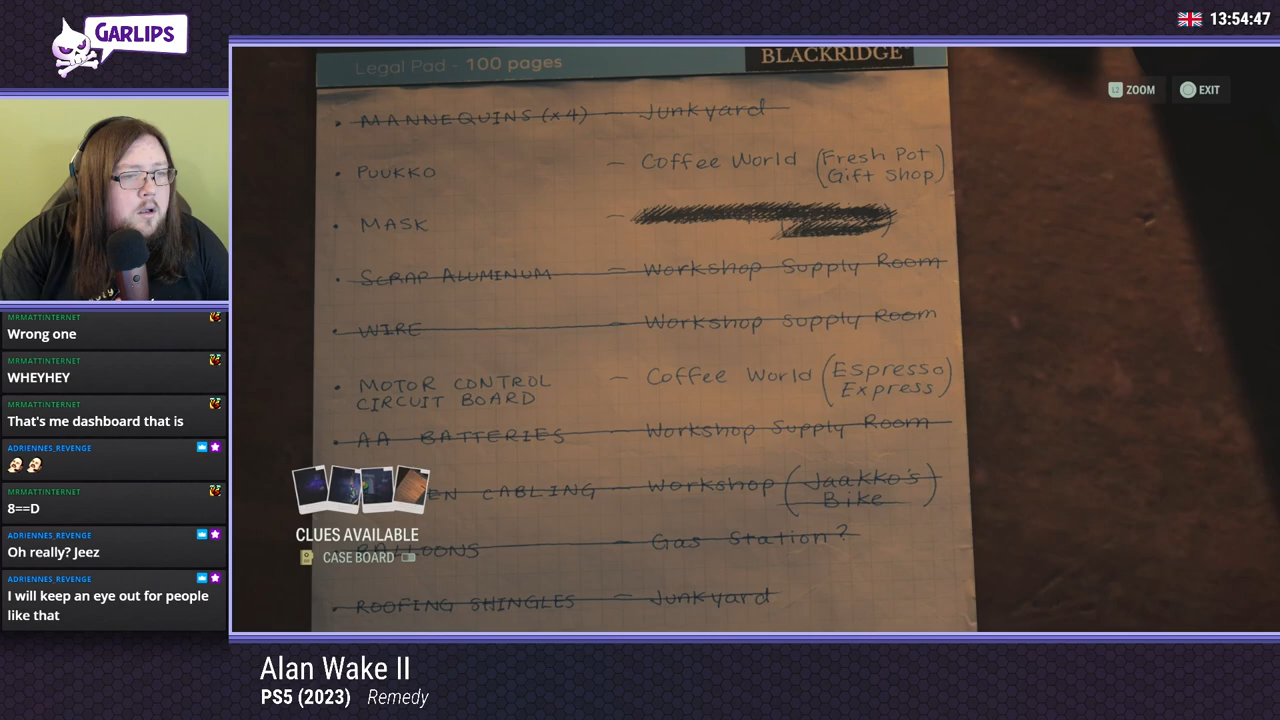 GARLIPS
13:54:47
Legal Pad - 100 pages
BLACKRIDGE
L2 ZOOM
EXIT
• MANNEQUINS (x4) — Junkyard
• PUUKKO — Coffee World (Fresh Pot
Gift Shop)
• MASK —
• SCRAP ALUMINUM — Workshop Supply Room
• WIRE — Workshop Supply Room
• MOTOR CONTROL — Coffee World (Espresso
CIRCUIT BOARD Express)
• AA BATTERIES — Workshop Supply Room
EN CABLING — Workshop (Jaakko's
Bike)
CLUES AVAILABLE
BALLOONS — Gas Station?
CASE BOARD
• ROOFING SHINGLES — Junkyard
MRMATTINTERNET
Wrong one
MRMATTINTERNET
WHEYHEY
MRMATTINTERNET
That's me dashboard that is
ADRIENNES_REVENGE
MRMATTINTERNET
8==D
ADRIENNES_REVENGE
Oh really? Jeez
ADRIENNES_REVENGE
I will keep an eye out for people
like that
Alan Wake II
PS5 (2023) Remedy